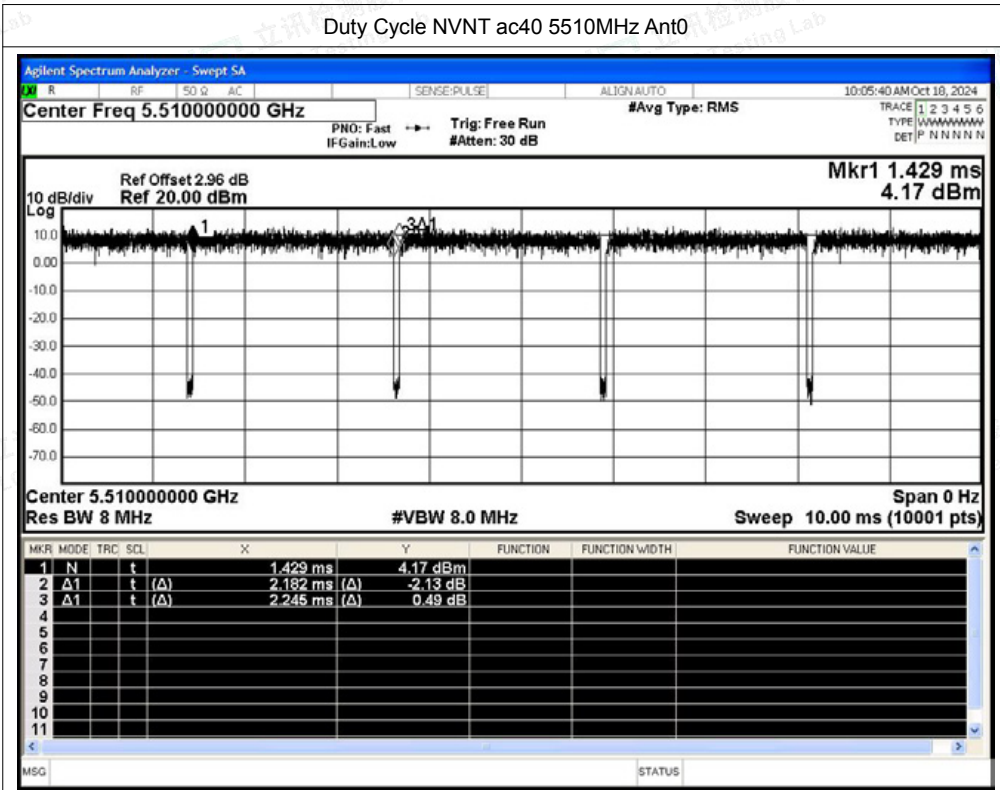 Duty Cycle NVNT ac40 5510MHz Ant0
Agilent Spectrum Analyzer - Swept SA
R RF 50 Ω AC SENSE:PULSE ALIGN AUTO 10:05:40 AM Oct 18, 2024
Center Freq 5.510000000 GHz #Avg Type: RMS TRACE 1 2 3 4 5 6
PNO: Fast Trig: Free Run TYPE WWWWWW
IFGain:Low #Atten: 30 dB DET P N N N N N
Mkr1 1.429 ms
Ref Offset 2.96 dB
10 dB/div Ref 20.00 dBm 4.17 dBm
Log
10.0
1
3Δ1
0.00
-10.0
-20.0
-30.0
-40.0
-50.0
-60.0
-70.0
Center 5.510000000 GHz Span 0 Hz
Res BW 8 MHz #VBW 8.0 MHz Sweep 10.00 ms (10001 pts)
MKR MODE TRC SCL X Y FUNCTION FUNCTION WIDTH FUNCTION VALUE
1 N t 1.429 ms 4.17 dBm
2 Δ1 t (Δ) 2.182 ms (Δ) -2.13 dB
3 Δ1 t (Δ) 2.245 ms (Δ) 0.49 dB
4
5
6
7
8
9
10
11
MSG STATUS